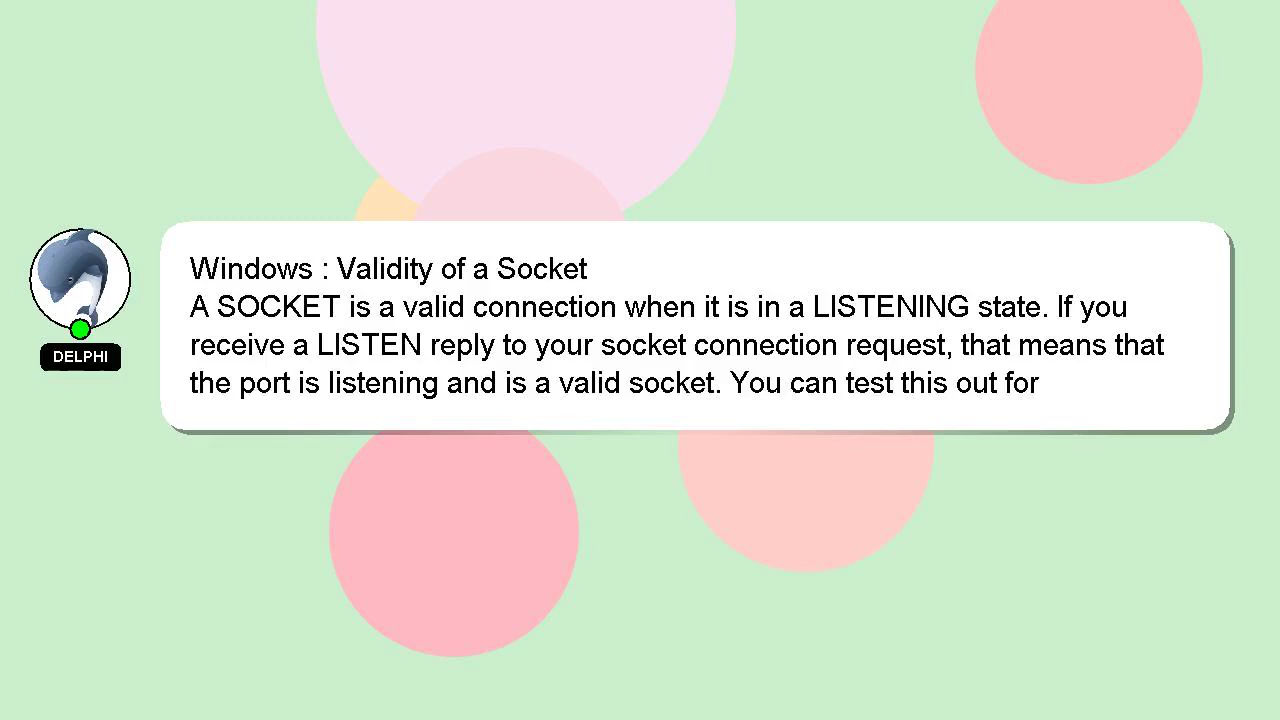 Windows : Validity of a Socket
A SOCKET is a valid connection when it is in a LISTENING state. If you
receive a LISTEN reply to your socket connection request, that means that
the port is listening and is a valid socket. You can test this out for
DELPHI